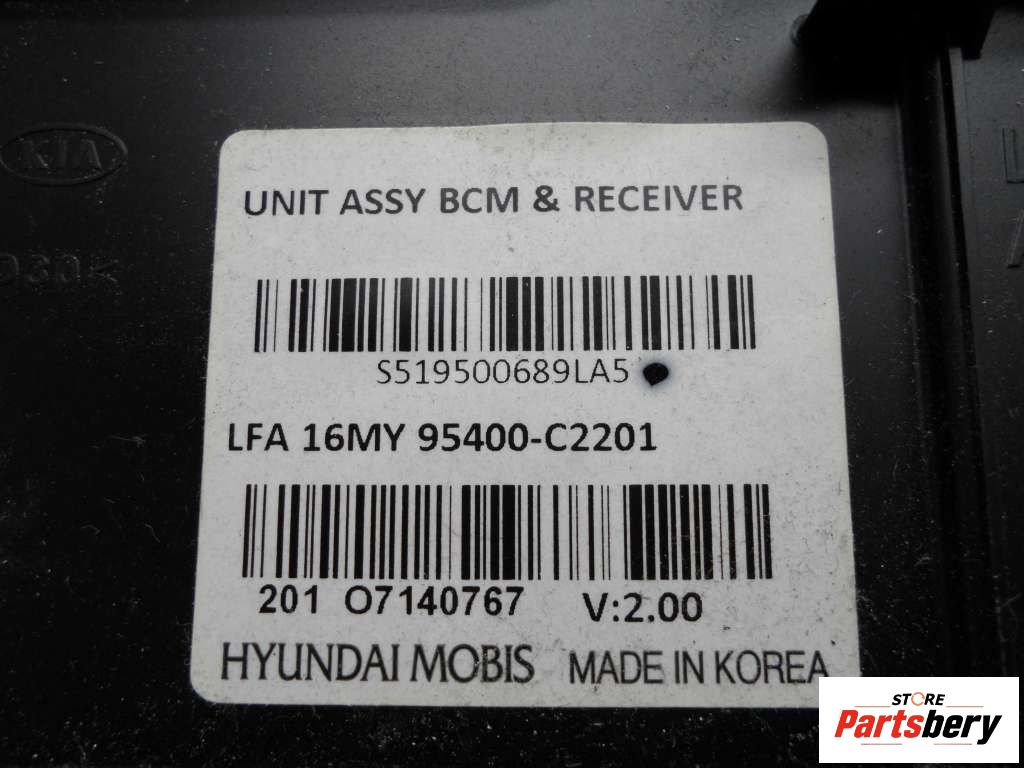 KIA
UNIT ASSY BCM & RECEIVER
S519500689LA5
LFA 16MY 95400-C2201
201 O7140767 V:2.00
HYUNDAI MOBIS MADE IN KOREA
STORE
Partsbery